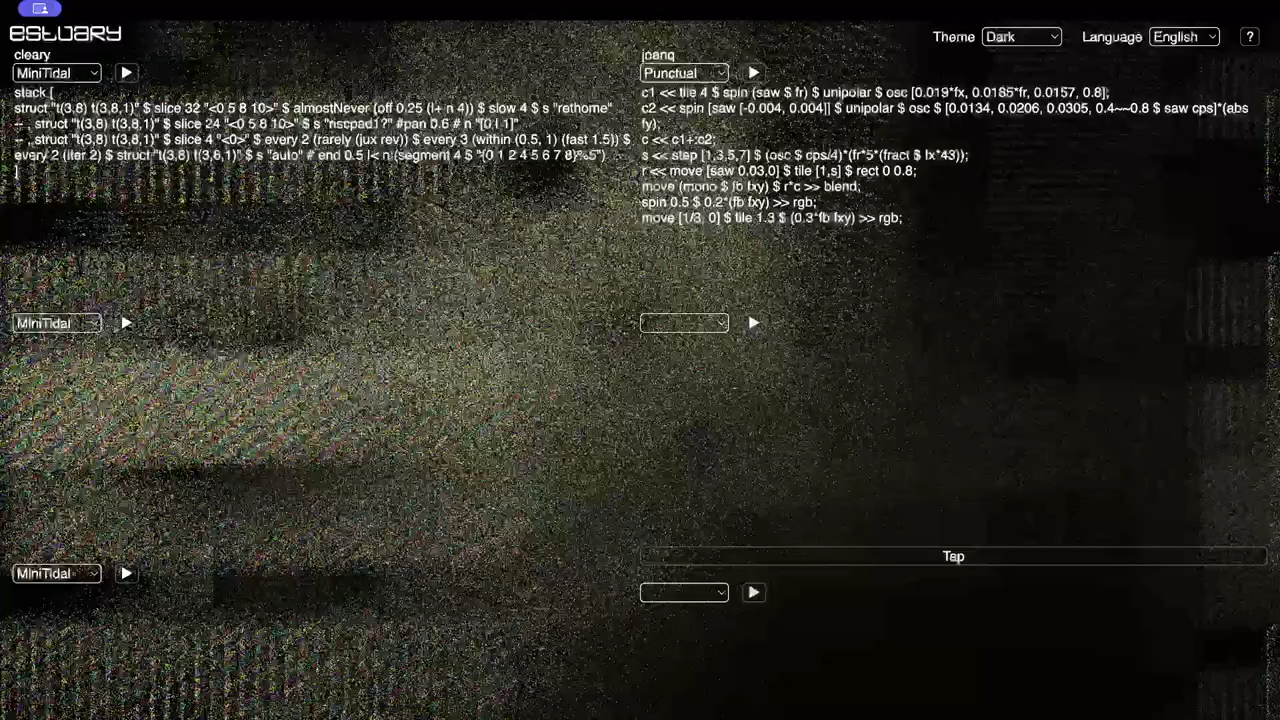 ESTUARY
Theme Dark Language English ?
cleary
MiniTidal
stack [
struct "t(3,8) t(3,8,1)" $ slice 32 "<0 5 8 10>" $ almostNever (off 0.25 (|+ n 4)) $ slow 4 $ s "rethome"
-- , struct "t(3,8) t(3,8,1)" $ slice 24 "<0 5 8 10>" $ s "nscpad1?" #pan 0.6 # n "[0 | 1]"
-- , struct "t(3,8) t(3,8,1)" $ slice 4 "<0>" $ every 2 (rarely (jux rev)) $ every 3 (within (0.5, 1) (fast 1.5)) $
every 2 (iter 2) $ struct "t(3,8) t(3,6,1)" $ s "auto" # end 0.5 |< n (segment 4 $ "{0 1 2 4 5 6 7 8}%5")
]
MiniTidal
MiniTidal
jbanq
Punctual
c1 << tile 4 $ spin (saw $ fr) $ unipolar $ osc [0.019*fx, 0.0185*fr, 0.0157, 0.8];
c2 << spin [saw [-0.004, 0.004]] $ unipolar $ osc $ [0.0134, 0.0206, 0.0305, 0.4~~0.8 $ saw cps]*(abs
fy);
c << c1+:c2;
s << step [1,3,5,7] $ (osc $ cps/4)*(fr*5*(fract $ fx*43));
r << move [saw 0.03,0] $ tile [1,s] $ rect 0 0.8;
move (mono $ fb fxy) $ r*c >> blend;
spin 0.5 $ 0.2*(fb fxy) >> rgb;
move [1/3, 0] $ tile 1.3 $ (0.3*fb fxy) >> rgb;
Tap